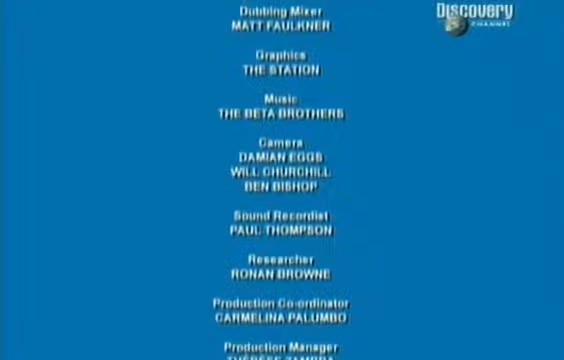 Dubbing Mixer
MATT FAULKNER
Discovery
CHANNEL
Graphics
THE STATION
Music
THE BETA BROTHERS
Camera
DAMIAN EGGS
WILL CHURCHILL
BEN BISHOP
Sound Recordist
PAUL THOMPSON
Researcher
RONAN BROWNE
Production Co-ordinator
CARMELINA PALUMBO
Production Manager